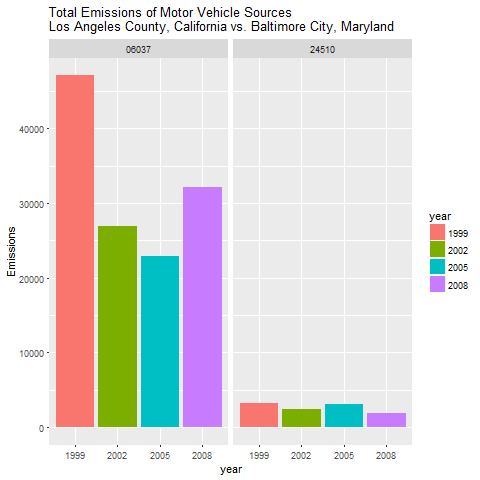 Total Emissions of Motor Vehicle Sources
Los Angeles County, California vs. Baltimore City, Maryland
06037 24510
40000
30000
20000
10000
0
Emissions
1999 2002 2005 2008 1999 2002 2005 2008
year
year
1999
2002
2005
2008